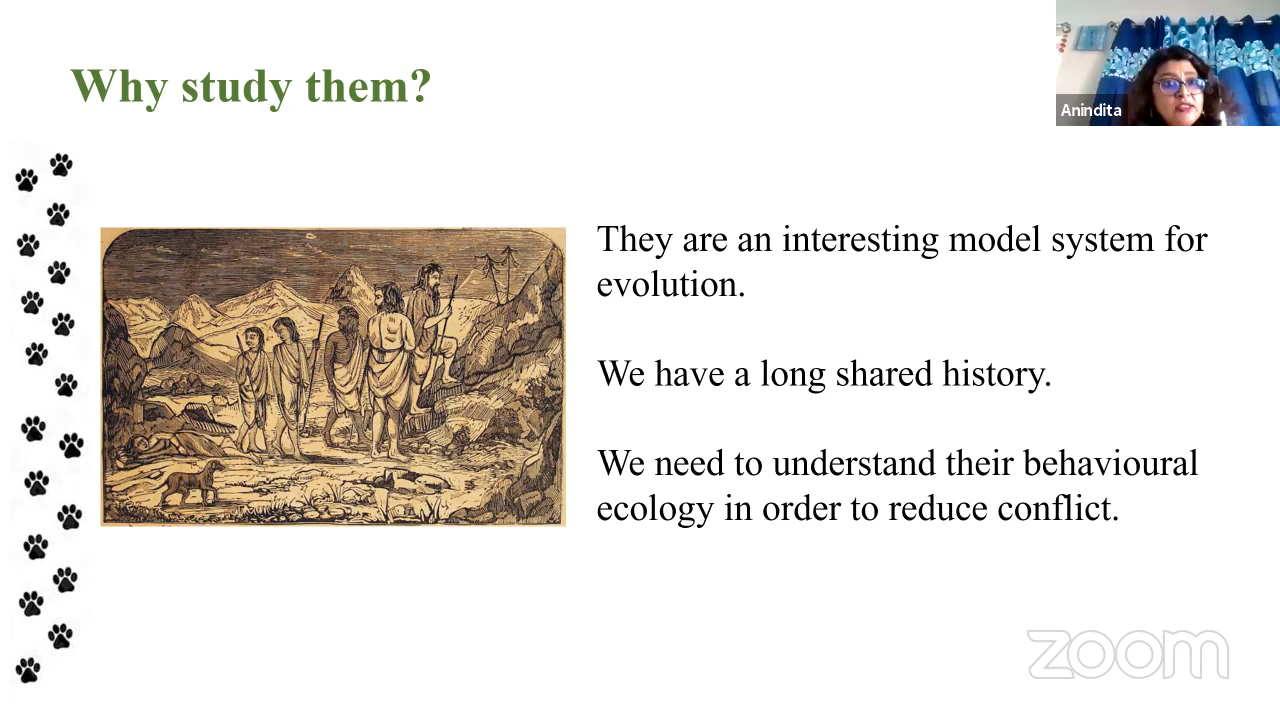 Why study them?
Anindita
They are an interesting model system for
evolution.
We have a long shared history.
We need to understand their behavioural
ecology in order to reduce conflict.
zoom